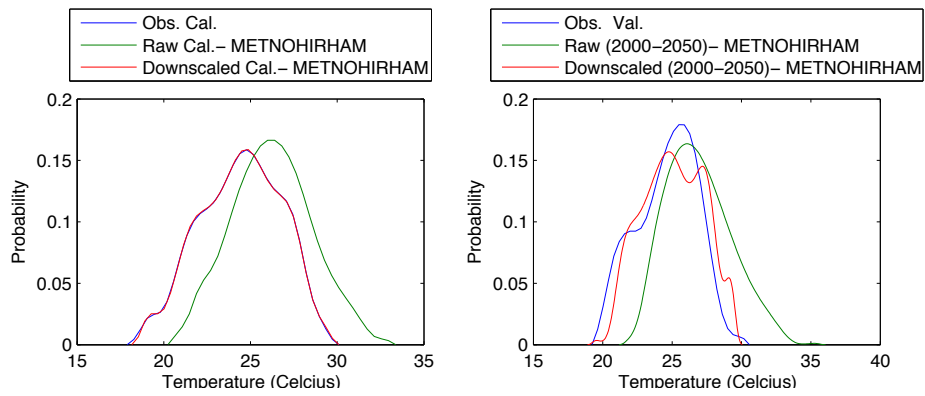 Obs. Cal.
Raw Cal.− METNOHIRHAM
Downscaled Cal.− METNOHIRHAM
0.2
0.15
0.1
0.05
0
15 20 25 30 35
Probability
Temperature (Celcius)
Obs. Val.
Raw (2000−2050)− METNOHIRHAM
Downscaled (2000−2050)− METNOHIRHAM
0.2
0.15
0.1
0.05
0
15 20 25 30 35 40
Probability
Temperature (Celcius)